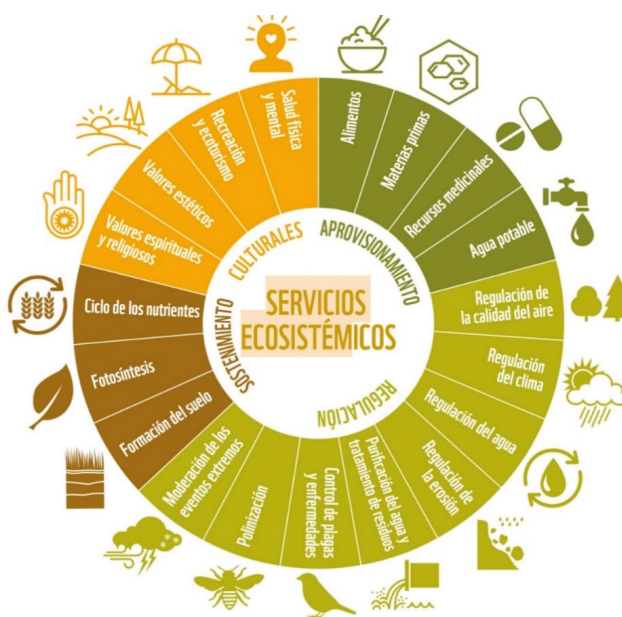 SERVICIOS
ECOSISTÉMICOS
CULTURALES
APROVISIONAMIENTO
REGULACIÓN
SOSTENIMIENTO
Alimentos
Materias primas
Recursos medicinales
Agua potable
Regulación de
la calidad del aire
Regulación
del clima
Regulación del agua
Regulación de
la erosión
Purificación del agua y
tratamiento de residuos
Control de plagas
y enfermedades
Polinización
Moderación de los
eventos extremos
Formación del suelo
Fotosíntesis
Ciclo de los nutrientes
Valores espirituales
y religiosos
Valores estéticos
Recreación
y ecoturismo
Salud física
y mental